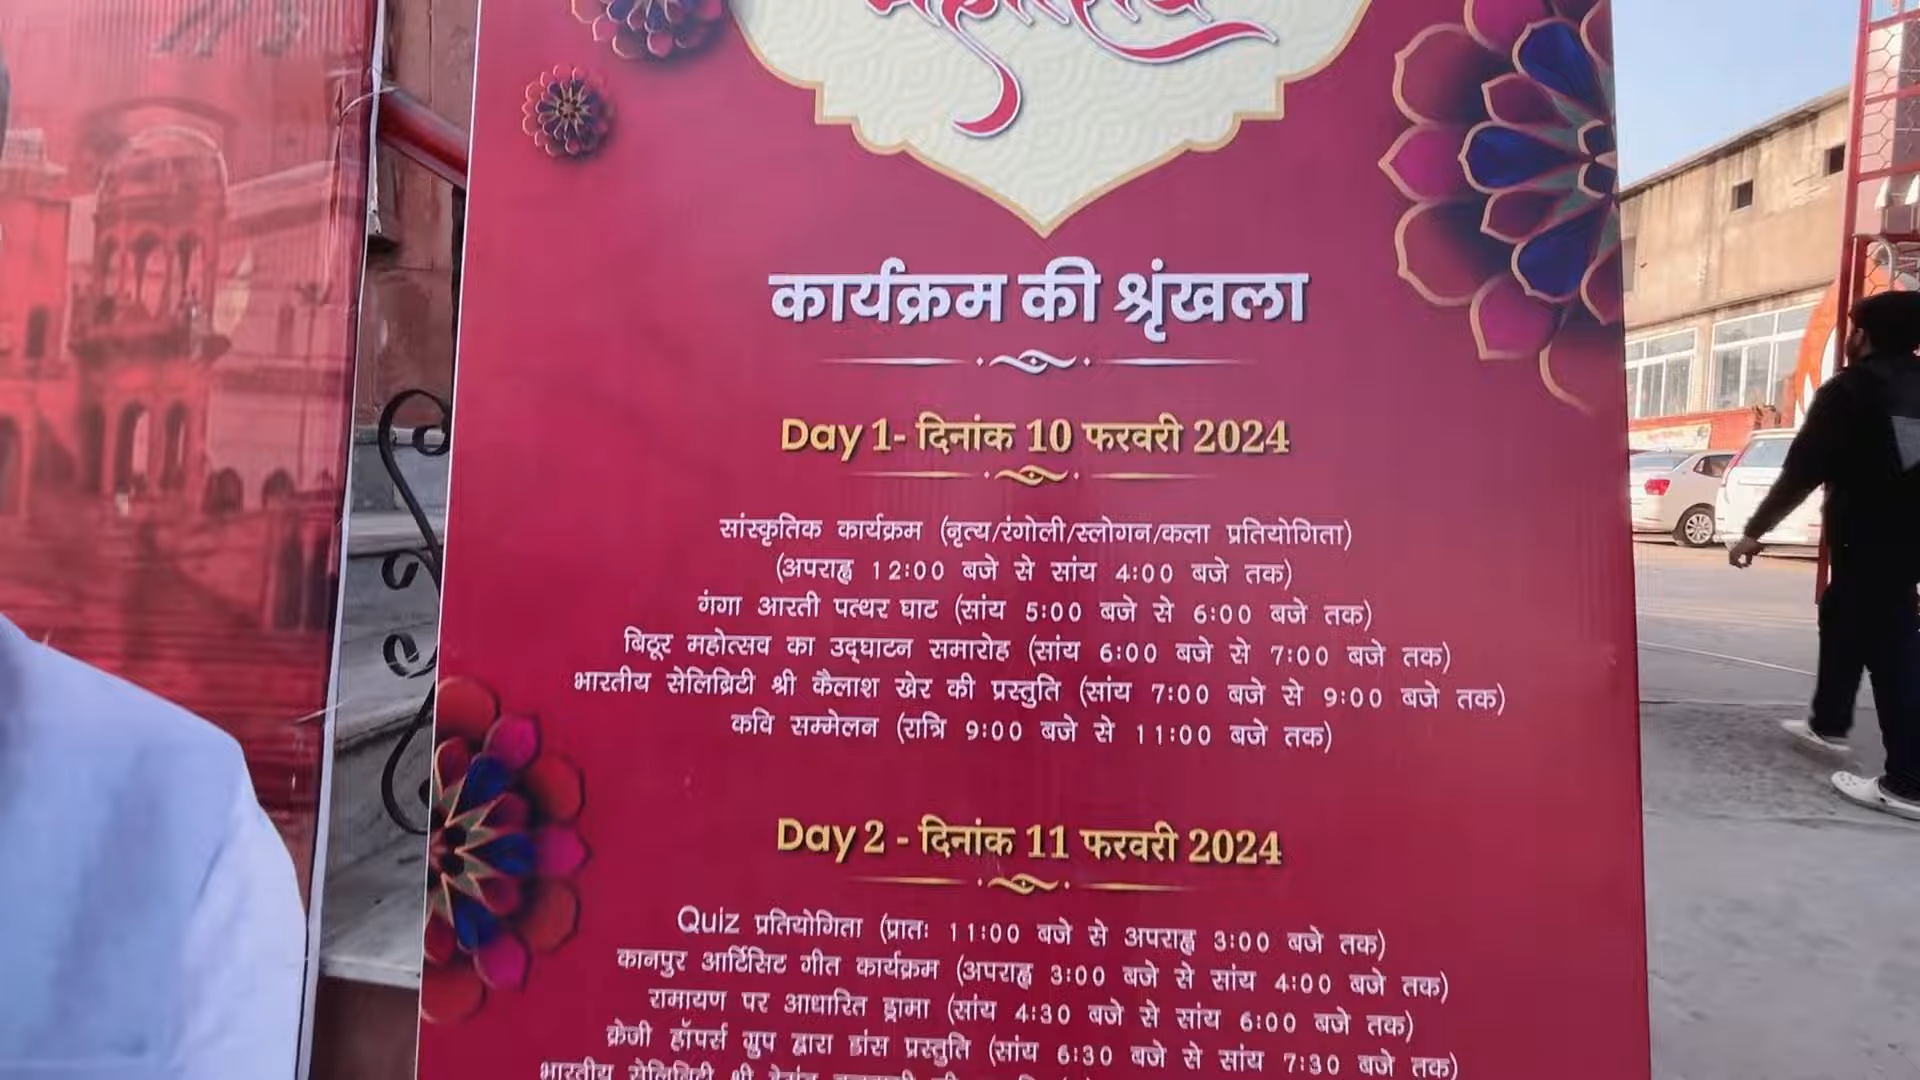 कार्यक्रम की श्रृंखला
Day 1- दिनांक 10 फरवरी 2024
सांस्कृतिक कार्यक्रम (नृत्य/रंगोली/स्लोगन/कला प्रतियोगिता)
(अपराह्न 12:00 बजे से सांय 4:00 बजे तक)
गंगा आरती पत्थर घाट (सांय 5:00 बजे से 6:00 बजे तक)
बिठूर महोत्सव का उद्घाटन समारोह (सांय 6:00 बजे से 7:00 बजे तक)
भारतीय सेलिब्रिटी श्री कैलाश खेर की प्रस्तुति (सांय 7:00 बजे से 9:00 बजे तक)
कवि सम्मेलन (रात्रि 9:00 बजे से 11:00 बजे तक)
Day 2 - दिनांक 11 फरवरी 2024
Quiz प्रतियोगिता (प्रातः 11:00 बजे से अपराह्न 3:00 बजे तक)
कानपुर आर्टिसिट गीत कार्यक्रम (अपराह्न 3:00 बजे से सांय 4:00 बजे तक)
रामायण पर आधारित ड्रामा (सांय 4:30 बजे से सांय 6:00 बजे तक)
क्रेजी हॉपर्स ग्रुप द्वारा डांस प्रस्तुति (सांय 6:30 बजे से सांय 7:30 बजे तक)
भारतीय सेलिब्रिटी श्री